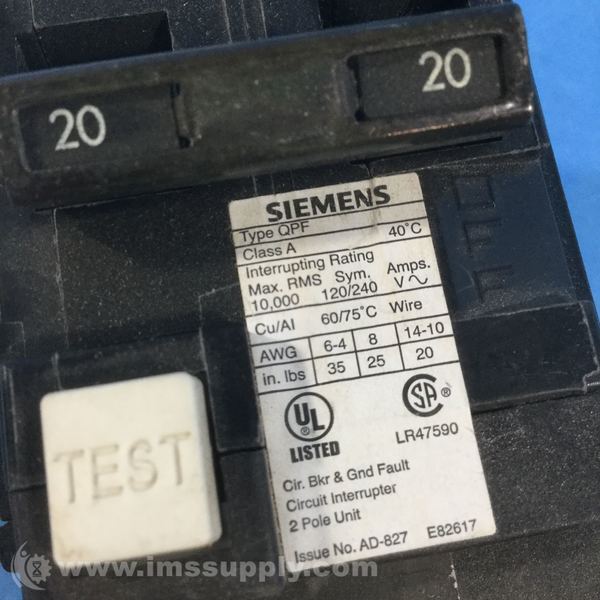 20
20
SIEMENS
Type QPF
Class A 40°C
Interrupting Rating
Max. RMS Sym. Amps.
10,000 120/240 V~
Cu/Al 60/75°C Wire
AWG 6-4 8 14-10
in. lbs 35 25 20
UL
LISTED
SA
LR47590
Cir. Bkr & Gnd Fault
Circuit Interrupter
2 Pole Unit
Issue No. AD-827 E82617
TEST
OFF
www.imssupply.com